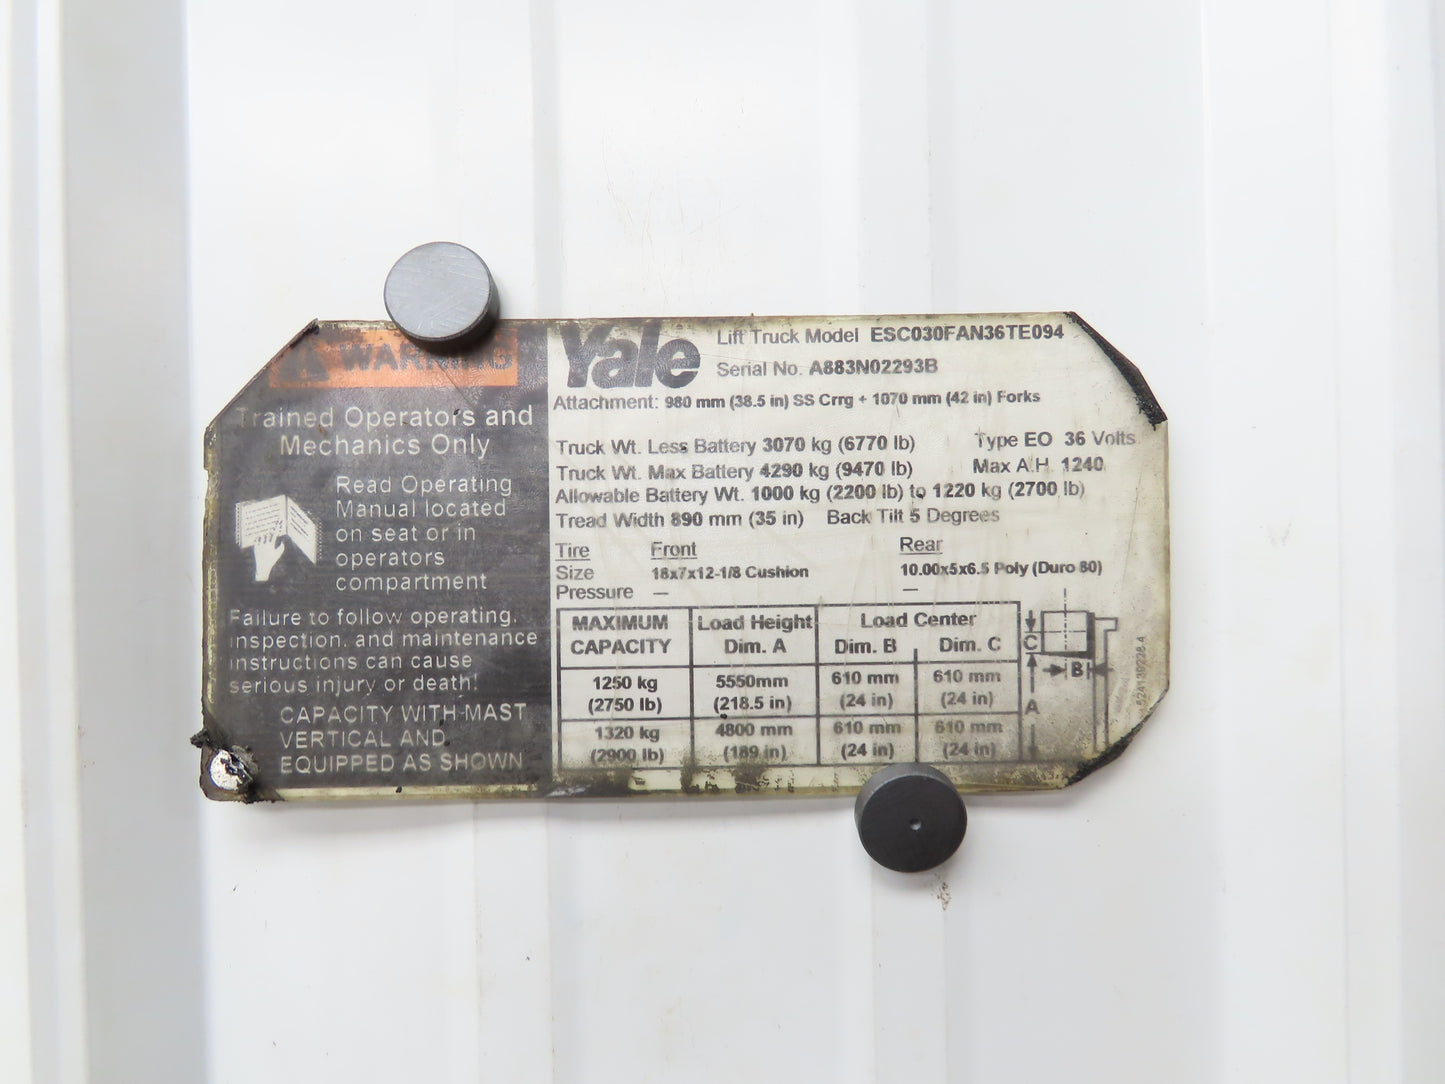 WARNING
Trained Operators and
Mechanics Only
Read Operating
Manual located
on seat or in
operators
compartment
Failure to follow operating,
inspection, and maintenance
instructions can cause
serious injury or death!
CAPACITY WITH MAST
VERTICAL AND
EQUIPPED AS SHOWN
Yale
Lift Truck Model ESC030FAN36TE094
Serial No. A883N02293B
Attachment: 980 mm (38.5 in) SS Crrg + 1070 mm (42 in) Forks
Truck Wt. Less Battery 3070 kg (6770 lb) Type EO 36 Volts
Truck Wt. Max Battery 4290 kg (9470 lb) Max A.H. 1240
Allowable Battery Wt. 1000 kg (2200 lb) to 1220 kg (2700 lb)
Tread Width 890 mm (35 in) Back Tilt 5 Degrees
Tire Front Rear
Size 18x7x12-1/8 Cushion 10.00x5x6.5 Poly (Duro 80)
Pressure — —
MAXIMUM CAPACITY
Load Height Dim. A
Load Center
Dim. B Dim. C
1250 kg 5550mm 610 mm 610 mm
(2750 lb) (218.5 in) (24 in) (24 in)
1320 kg 4800 mm 610 mm 610 mm
(2900 lb) (189 in) (24 in) (24 in)
C
B
A